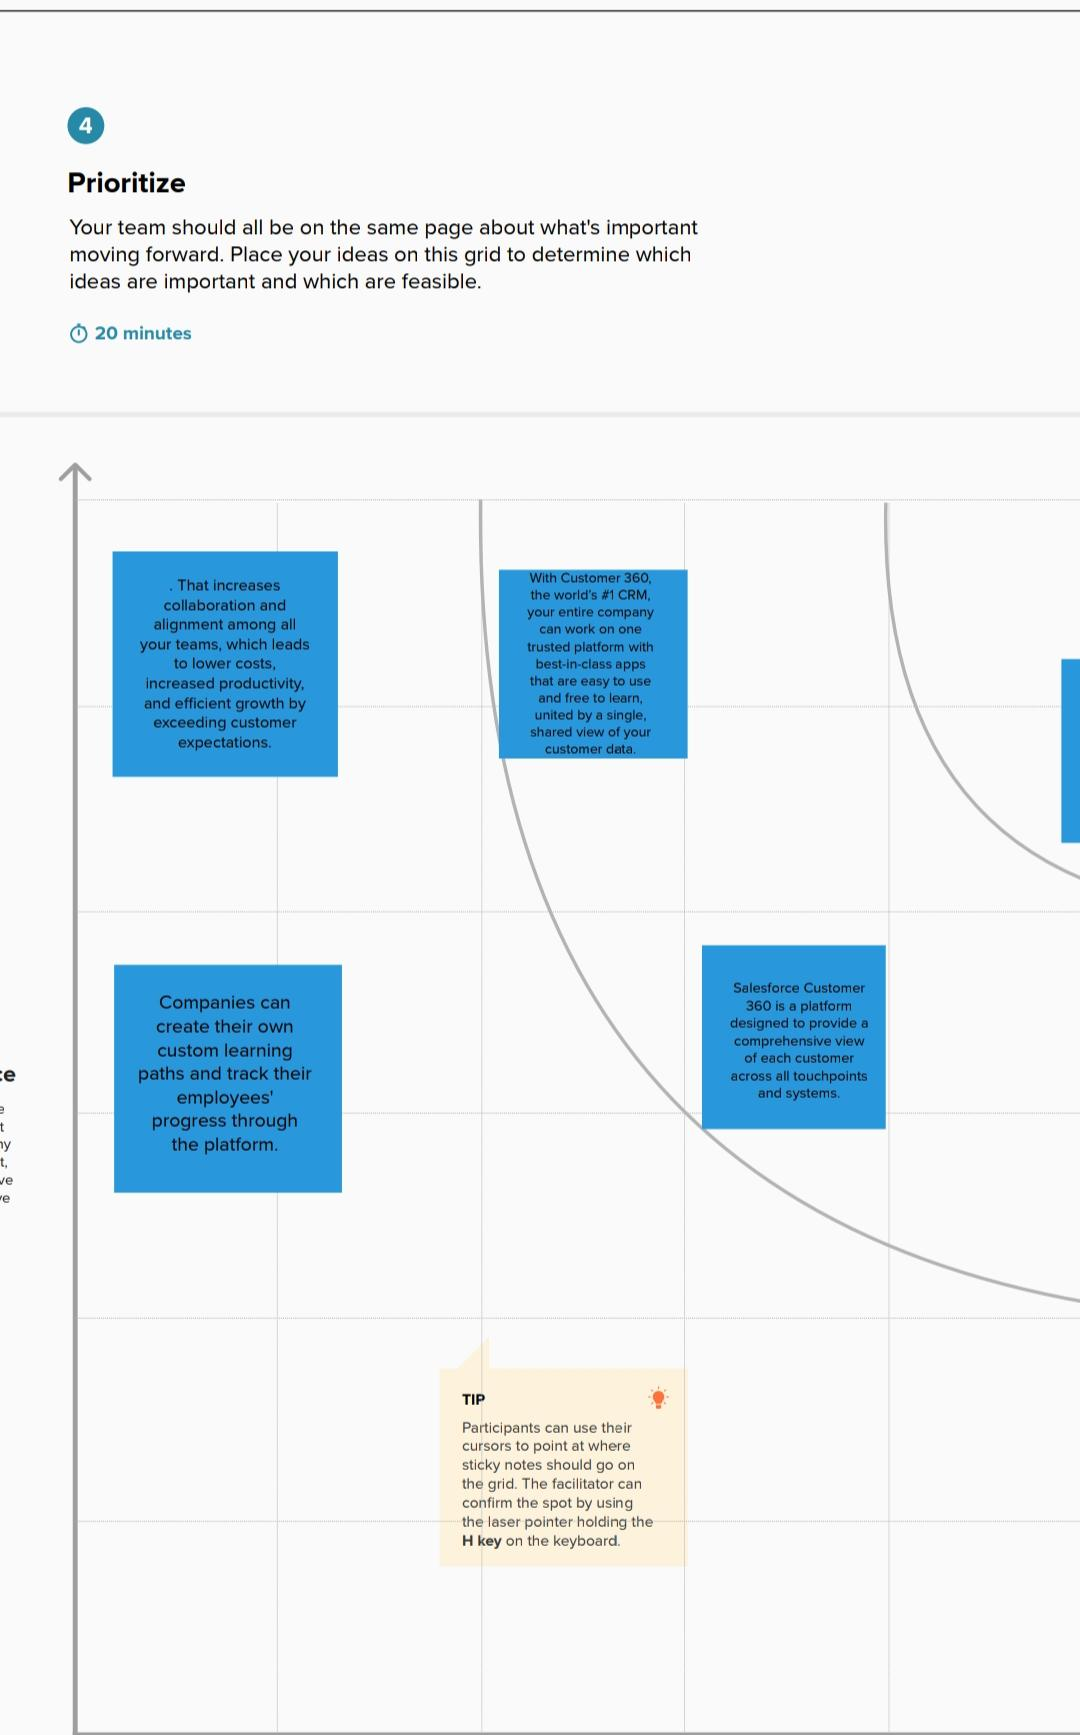 4
Prioritize
Your team should all be on the same page about what's important
moving forward. Place your ideas on this grid to determine which
ideas are important and which are feasible.
20 minutes
. That increases
collaboration and
alignment among all
your teams, which leads
to lower costs,
increased productivity,
and efficient growth by
exceeding customer
expectations.
With Customer 360,
the world's #1 CRM,
your entire company
can work on one
trusted platform with
best-in-class apps
that are easy to use
and free to learn,
united by a single,
shared view of your
customer data.
Companies can
create their own
custom learning
paths and track their
employees'
progress through
the platform.
Salesforce Customer
360 is a platform
designed to provide a
comprehensive view
of each customer
across all touchpoints
and systems.
TIP
Participants can use their
cursors to point at where
sticky notes should go on
the grid. The facilitator can
confirm the spot by using
the laser pointer holding the
H key on the keyboard.